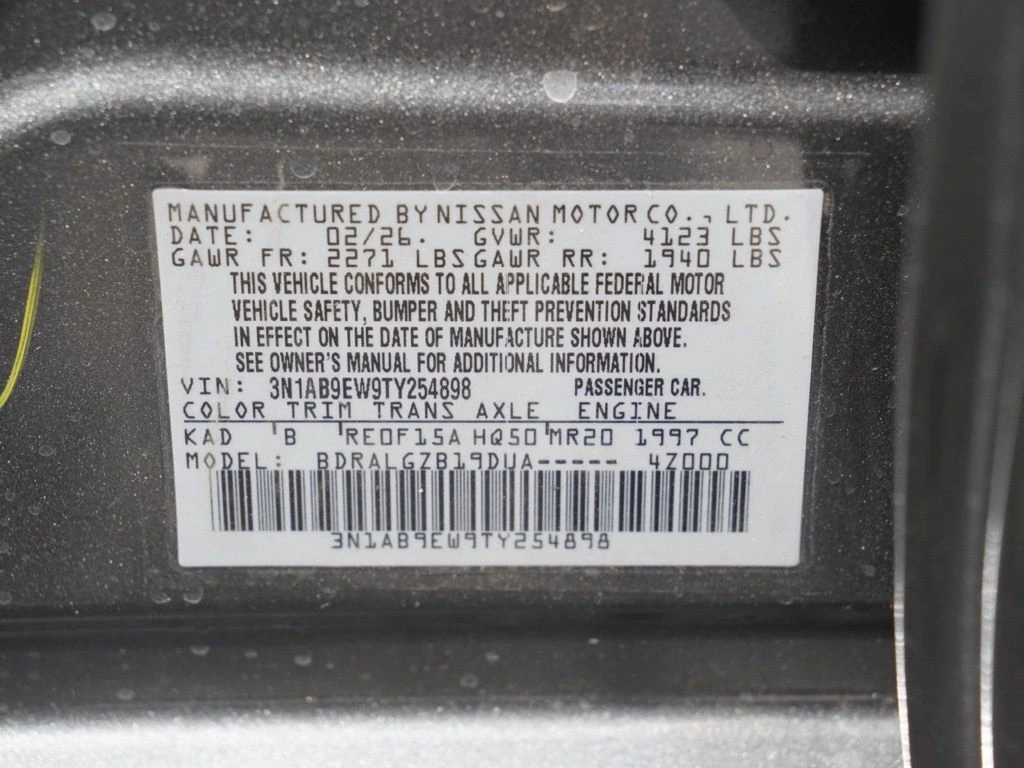 MANUFACTURED BY NISSAN MOTOR CO., LTD.
DATE: 02/26. GVWR: 4123 LBS
GAWR FR: 2271 LBS GAWR RR: 1940 LBS
THIS VEHICLE CONFORMS TO ALL APPLICABLE FEDERAL MOTOR
VEHICLE SAFETY, BUMPER AND THEFT PREVENTION STANDARDS
IN EFFECT ON THE DATE OF MANUFACTURE SHOWN ABOVE.
SEE OWNER'S MANUAL FOR ADDITIONAL INFORMATION.
VIN: 3N1AB9EW9TY254898 PASSENGER CAR.
COLOR TRIM TRANS AXLE ENGINE
KAD B RE0F15A HQ50 MR20 1997 CC
MODEL: BDRALGZB19DUA----- 4Z000
3N1AB9EW9TY254898